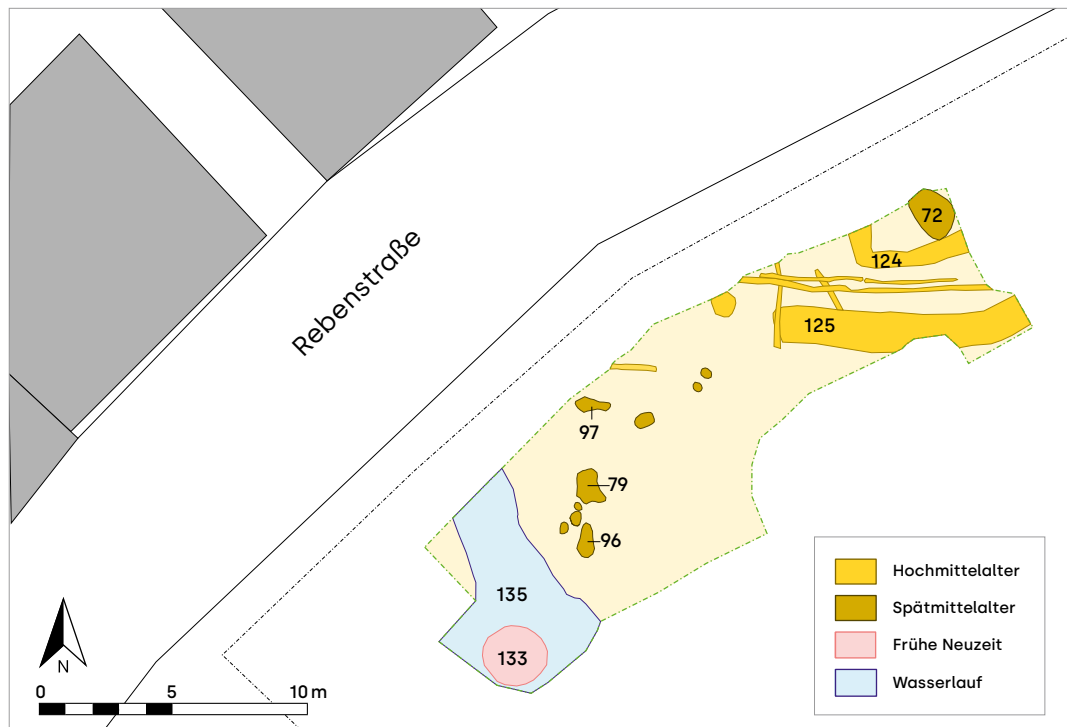 Rebenstraße
72
124
125
97
79
96
135
133
Hochmittelalter
Spätmittelalter
Frühe Neuzeit
Wasserlauf
N
0 5 10 m